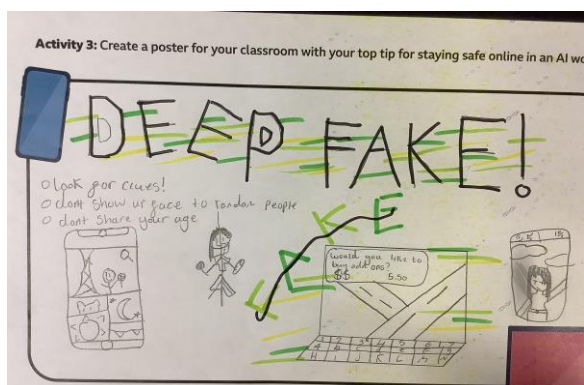 Activity 3: Create a poster for your classroom with your top tip for staying safe online in an AI wo
DEEP FAKE!
look for clues!
dont show ur face to random people
dont share your age
FAKE
Would you like to
buy add ons?
$$ 5.50
H I J K L M N